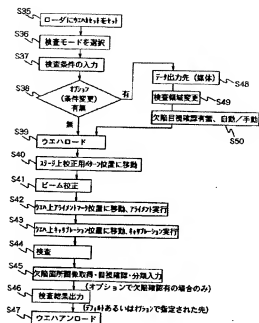 S35
ローダにウエハカセットをセット
S36
検査モードを選択
S37
検査条件の入力
S38
オプション
(条件変更)
有無
有
無
データ出力先(媒体)
S48
検査領域変更
S49
欠陥目視確認有無、自動/手動
S50
S39
ウエハロード
S40
ステージ上校正用パターン位置に移動
S41
ビーム校正
S42
ウエハ上アライメントマーク位置に移動、アライメント実行
S43
ウエハ上キャリブレーション位置に移動、キャリブレーション実行
S44
検査
S45
欠陥箇所画像取得・目視確認・分類入力
(オプションで欠陥確認有の場合のみ)
S46
検査結果出力
(デフォルトあるいはオプションで指定された先)
S47
ウエハアンロード